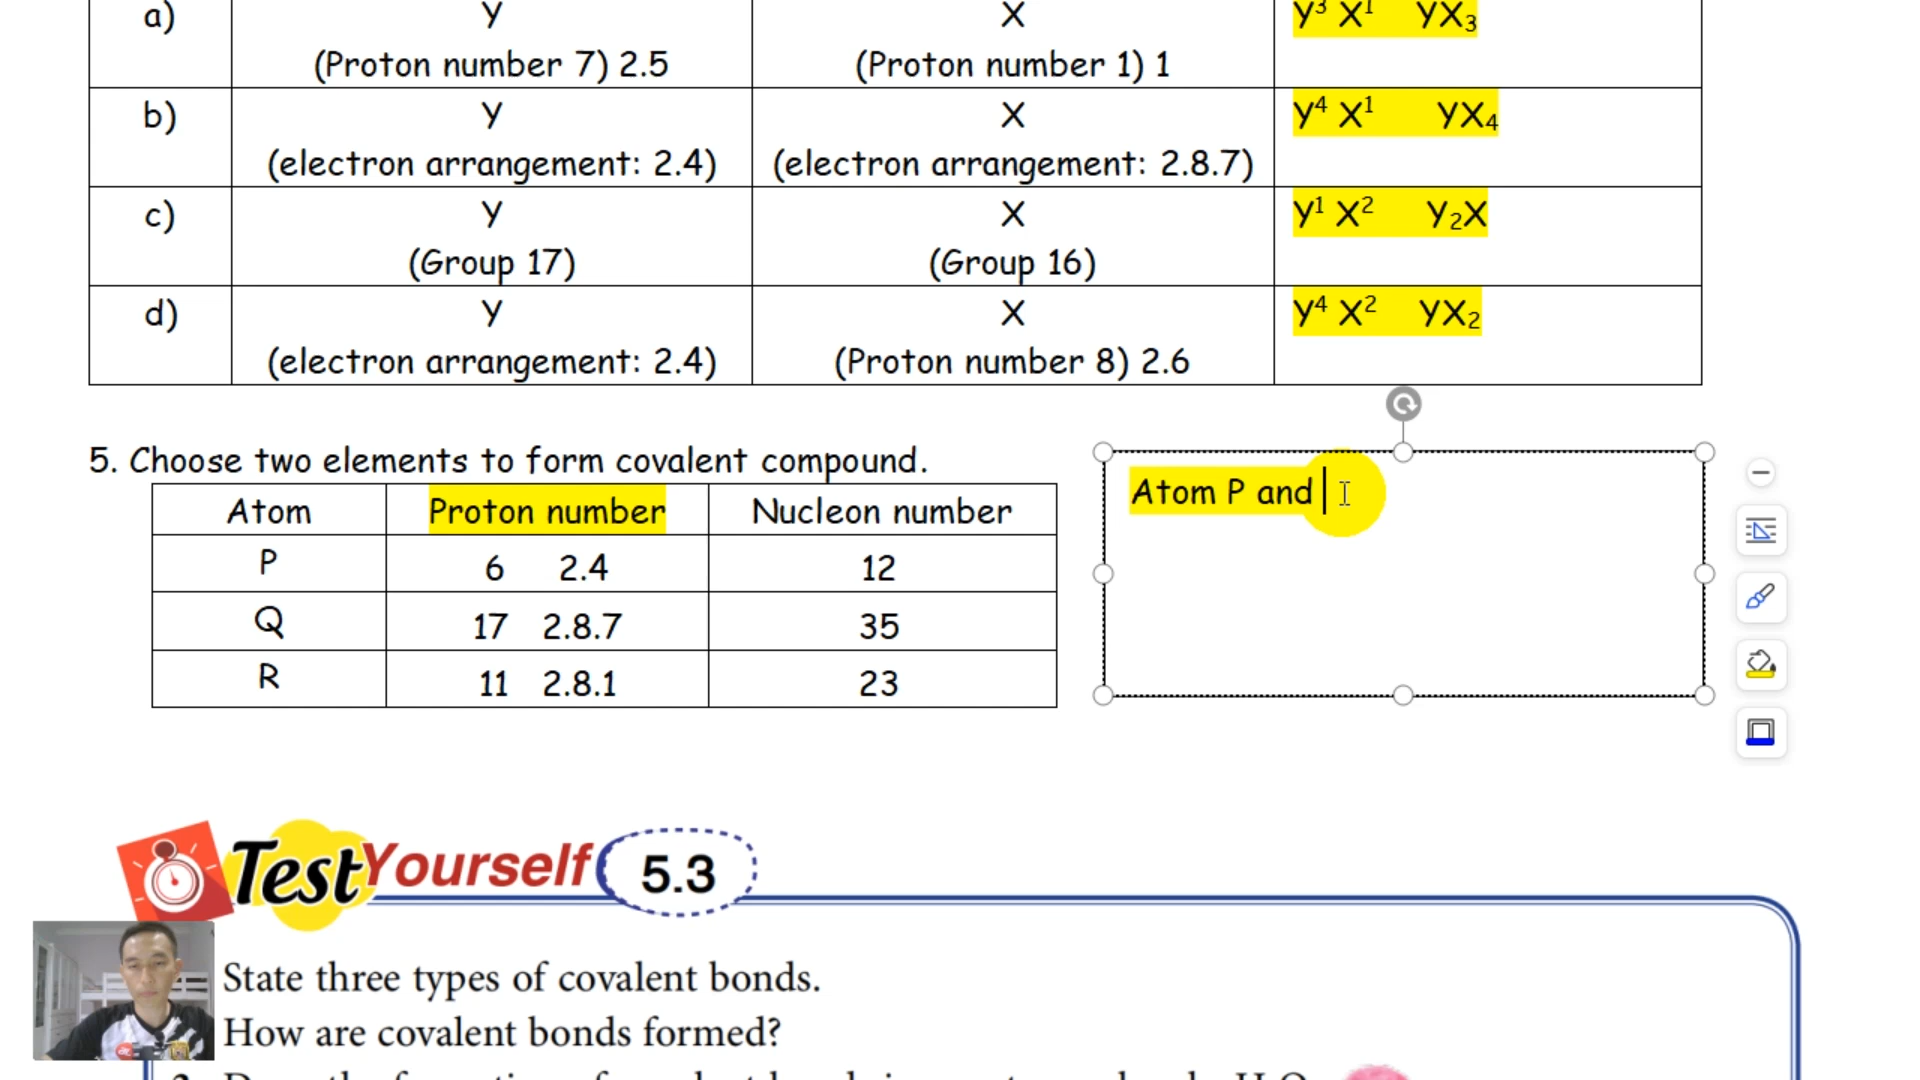 a) Y X Y³ X¹ YX₃
(Proton number 7) 2.5 (Proton number 1) 1
b) Y X Y⁴ X¹ YX₄
(electron arrangement: 2.4) (electron arrangement: 2.8.7)
c) Y X Y¹ X² Y₂X
(Group 17) (Group 16)
d) Y X Y⁴ X² YX₂
(electron arrangement: 2.4) (Proton number 8) 2.6
5. Choose two elements to form covalent compound.
Atom Proton number Nucleon number
P 6 2.4 12
Q 17 2.8.7 35
R 11 2.8.1 23
Atom P and
Test Yourself 5.3
State three types of covalent bonds.
How are covalent bonds formed?